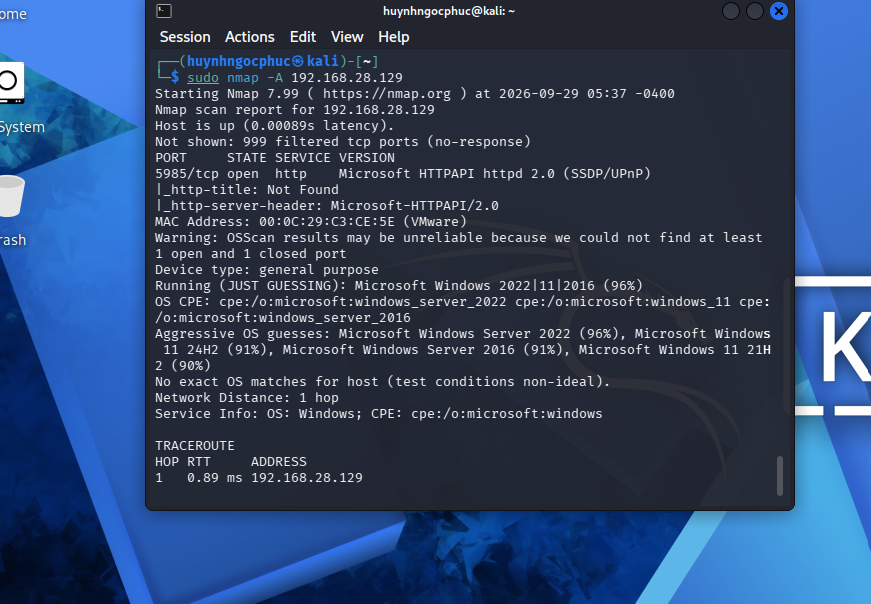 huynhngocphuc@kali: ~
ome
Session Actions Edit View Help
┌──(huynhngocphuc㉿kali)-[~]
└─$ sudo nmap -A 192.168.28.129
Starting Nmap 7.99 ( https://nmap.org ) at 2026-09-29 05:37 -0400
Nmap scan report for 192.168.28.129
Host is up (0.00089s latency).
System
Not shown: 999 filtered tcp ports (no-response)
PORT     STATE SERVICE VERSION
5985/tcp open  http    Microsoft HTTPAPI httpd 2.0 (SSDP/UPnP)
|_http-title: Not Found
|_http-server-header: Microsoft-HTTPAPI/2.0
MAC Address: 00:0C:29:C3:CE:5E (VMware)
rash
Warning: OSScan results may be unreliable because we could not find at least
1 open and 1 closed port
Device type: general purpose
Running (JUST GUESSING): Microsoft Windows 2022|11|2016 (96%)
OS CPE: cpe:/o:microsoft:windows_server_2022 cpe:/o:microsoft:windows_11 cpe:
/o:microsoft:windows_server_2016
Aggressive OS guesses: Microsoft Windows Server 2022 (96%), Microsoft Windows
 11 24H2 (91%), Microsoft Windows Server 2016 (91%), Microsoft Windows 11 21H
2 (90%)
No exact OS matches for host (test conditions non-ideal).
Network Distance: 1 hop
Service Info: OS: Windows; CPE: cpe:/o:microsoft:windows
K
TRACEROUTE
HOP RTT     ADDRESS
1   0.89 ms 192.168.28.129